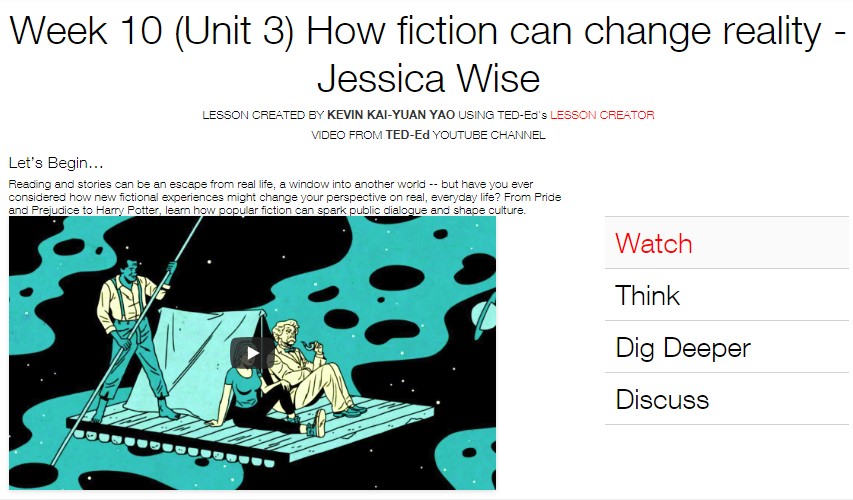 Week 10 (Unit 3) How fiction can change reality -
Jessica Wise
LESSON CREATED BY KEVIN KAI-YUAN YAO USING TED-Ed's LESSON CREATOR
VIDEO FROM TED-Ed YOUTUBE CHANNEL
Let's Begin…
Reading and stories can be an escape from real life, a window into another world -- but have you ever
considered how new fictional experiences might change your perspective on real, everyday life? From Pride
and Prejudice to Harry Potter, learn how popular fiction can spark public dialogue and shape culture.
Watch
Think
Dig Deeper
Discuss